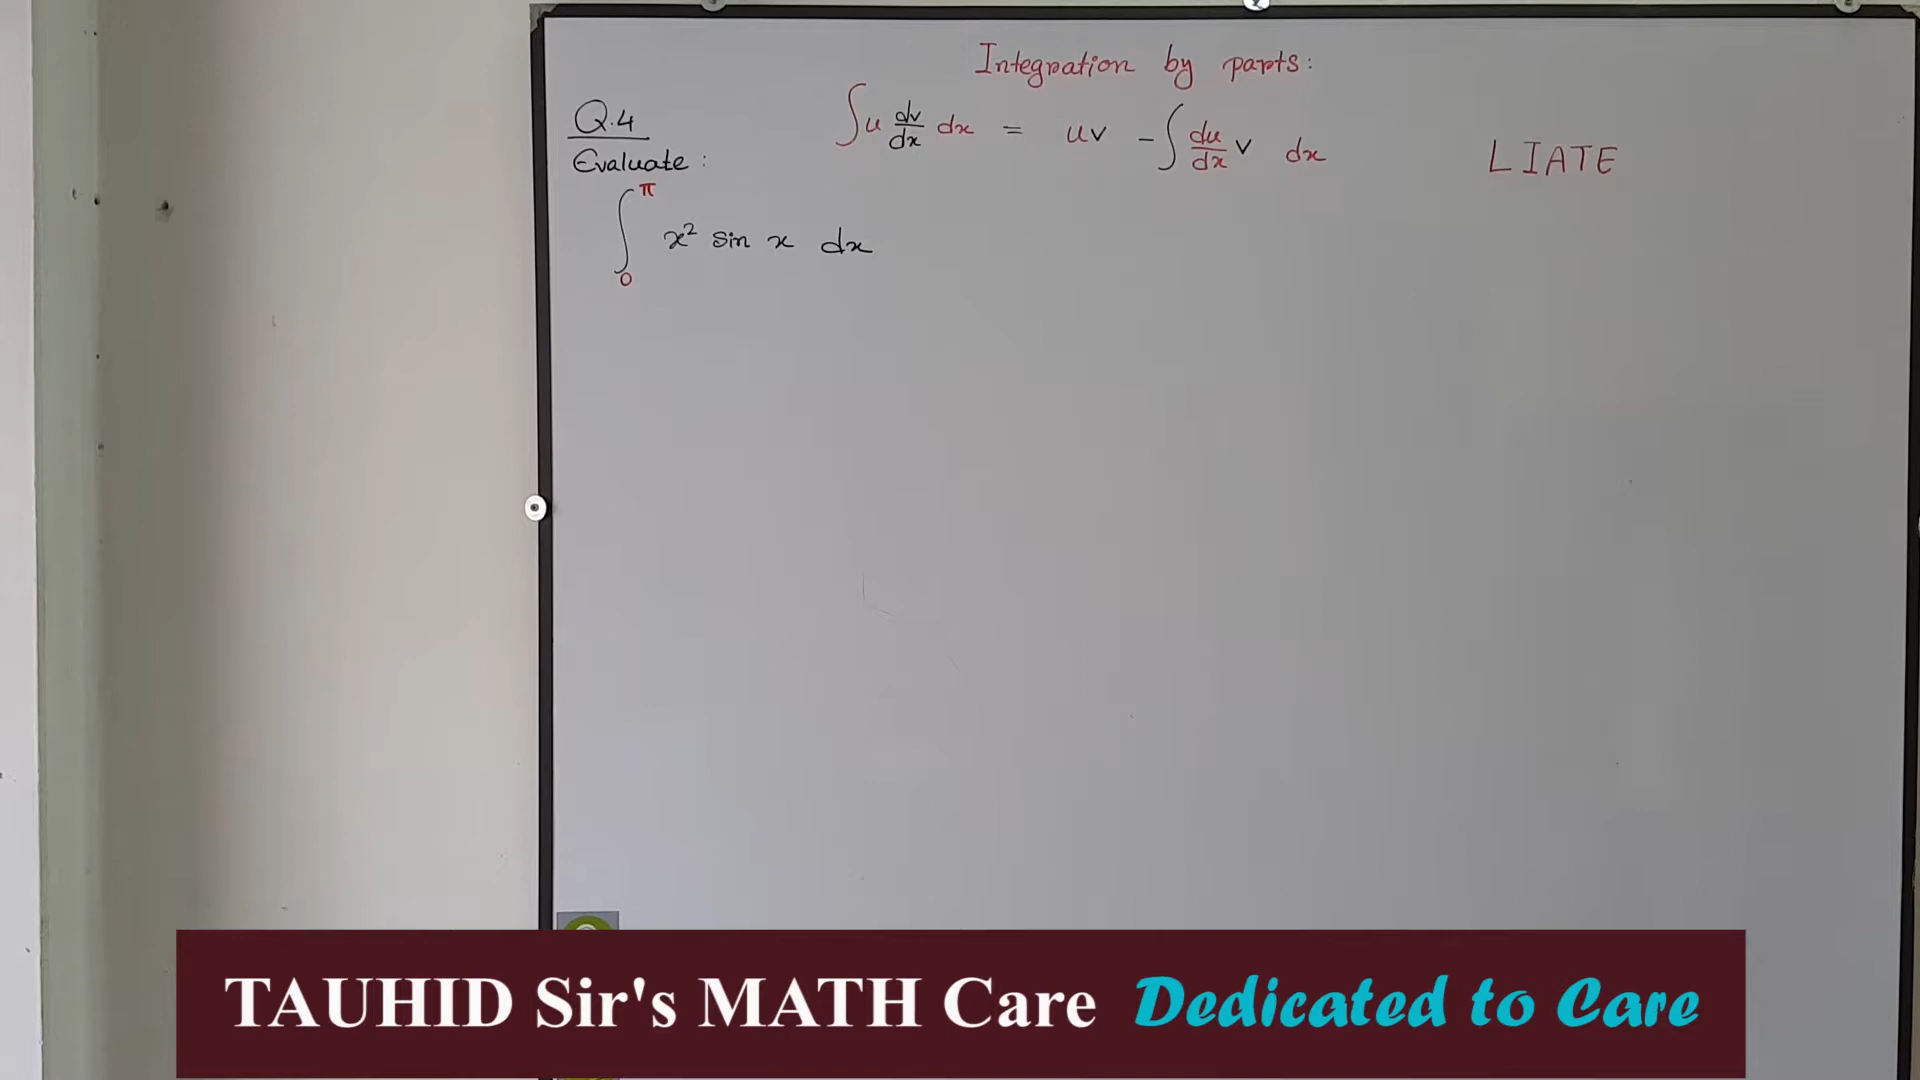 Integration by parts:
Q.4
∫u dv/dx dx = uv - ∫ du/dx v dx
LIATE
Evaluate:
∫₀^π x² sin x dx
TAUHID Sir's MATH Care Dedicated to Care